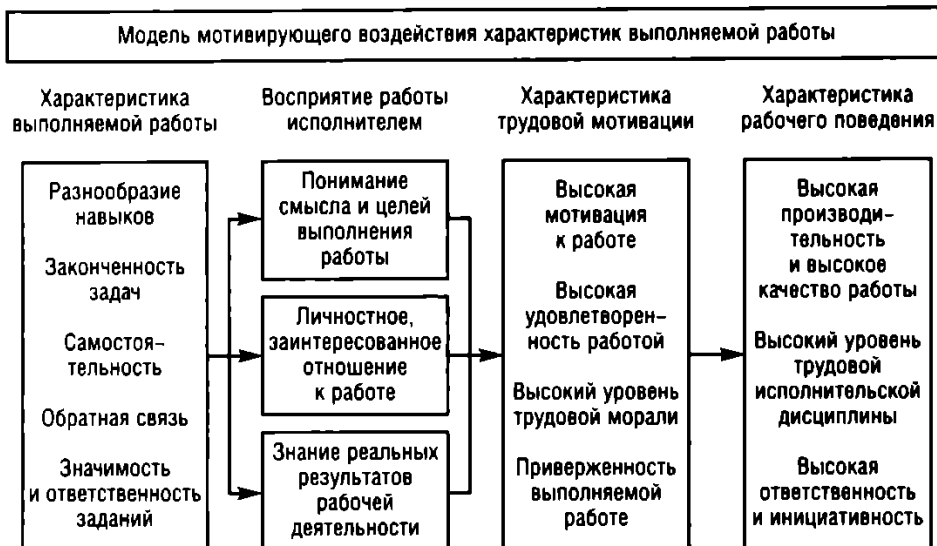 Модель мотивирующего воздействия характеристик выполняемой работы
Характеристика
выполняемой работы
Восприятие работы
исполнителем
Характеристика
трудовой мотивации
Характеристика
рабочего поведения
Разнообразие
навыков
Законченность
задач
Самостоя-
тельность
Обратная связь
Значимость
и ответственность
заданий
Понимание
смысла и целей
выполнения
работы
Личностное,
заинтересованное
отношение
к работе
Знание реальных
результатов
рабочей
деятельности
Высокая
мотивация
к работе
Высокая
удовлетворен-
ность работой
Высокий уровень
трудовой морали
Приверженность
выполняемой
работе
Высокая
производи-
тельность
и высокое
качество работы
Высокий уровень
трудовой
исполнительской
дисциплины
Высокая
ответственность
и инициативность